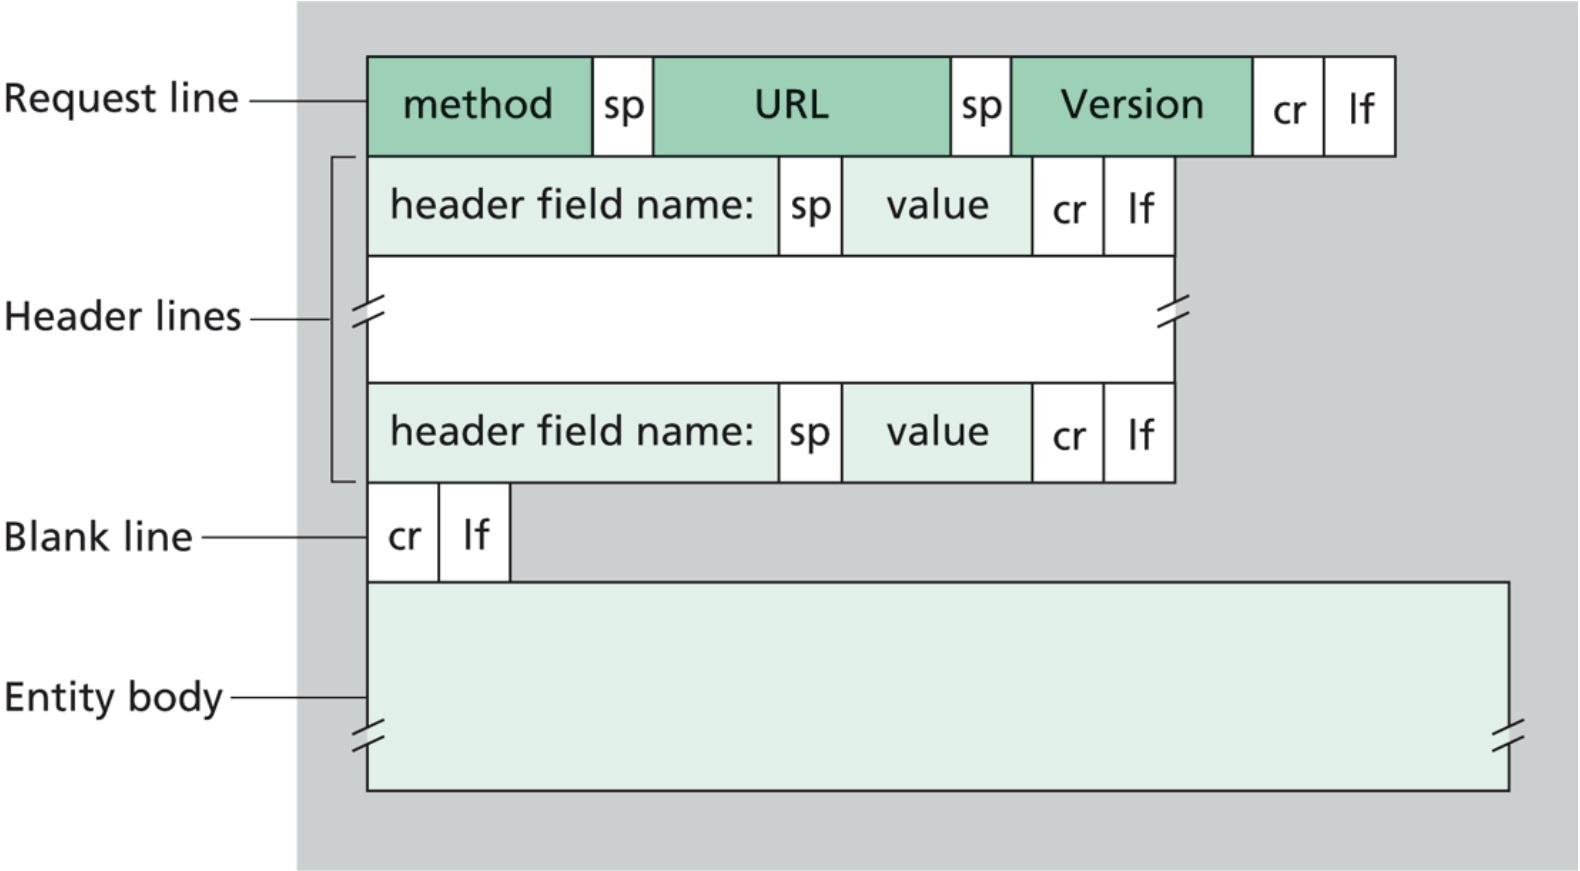 Request line method sp URL sp Version cr lf
header field name: sp value cr lf
Header lines
header field name: sp value cr lf
Blank line cr lf
Entity body